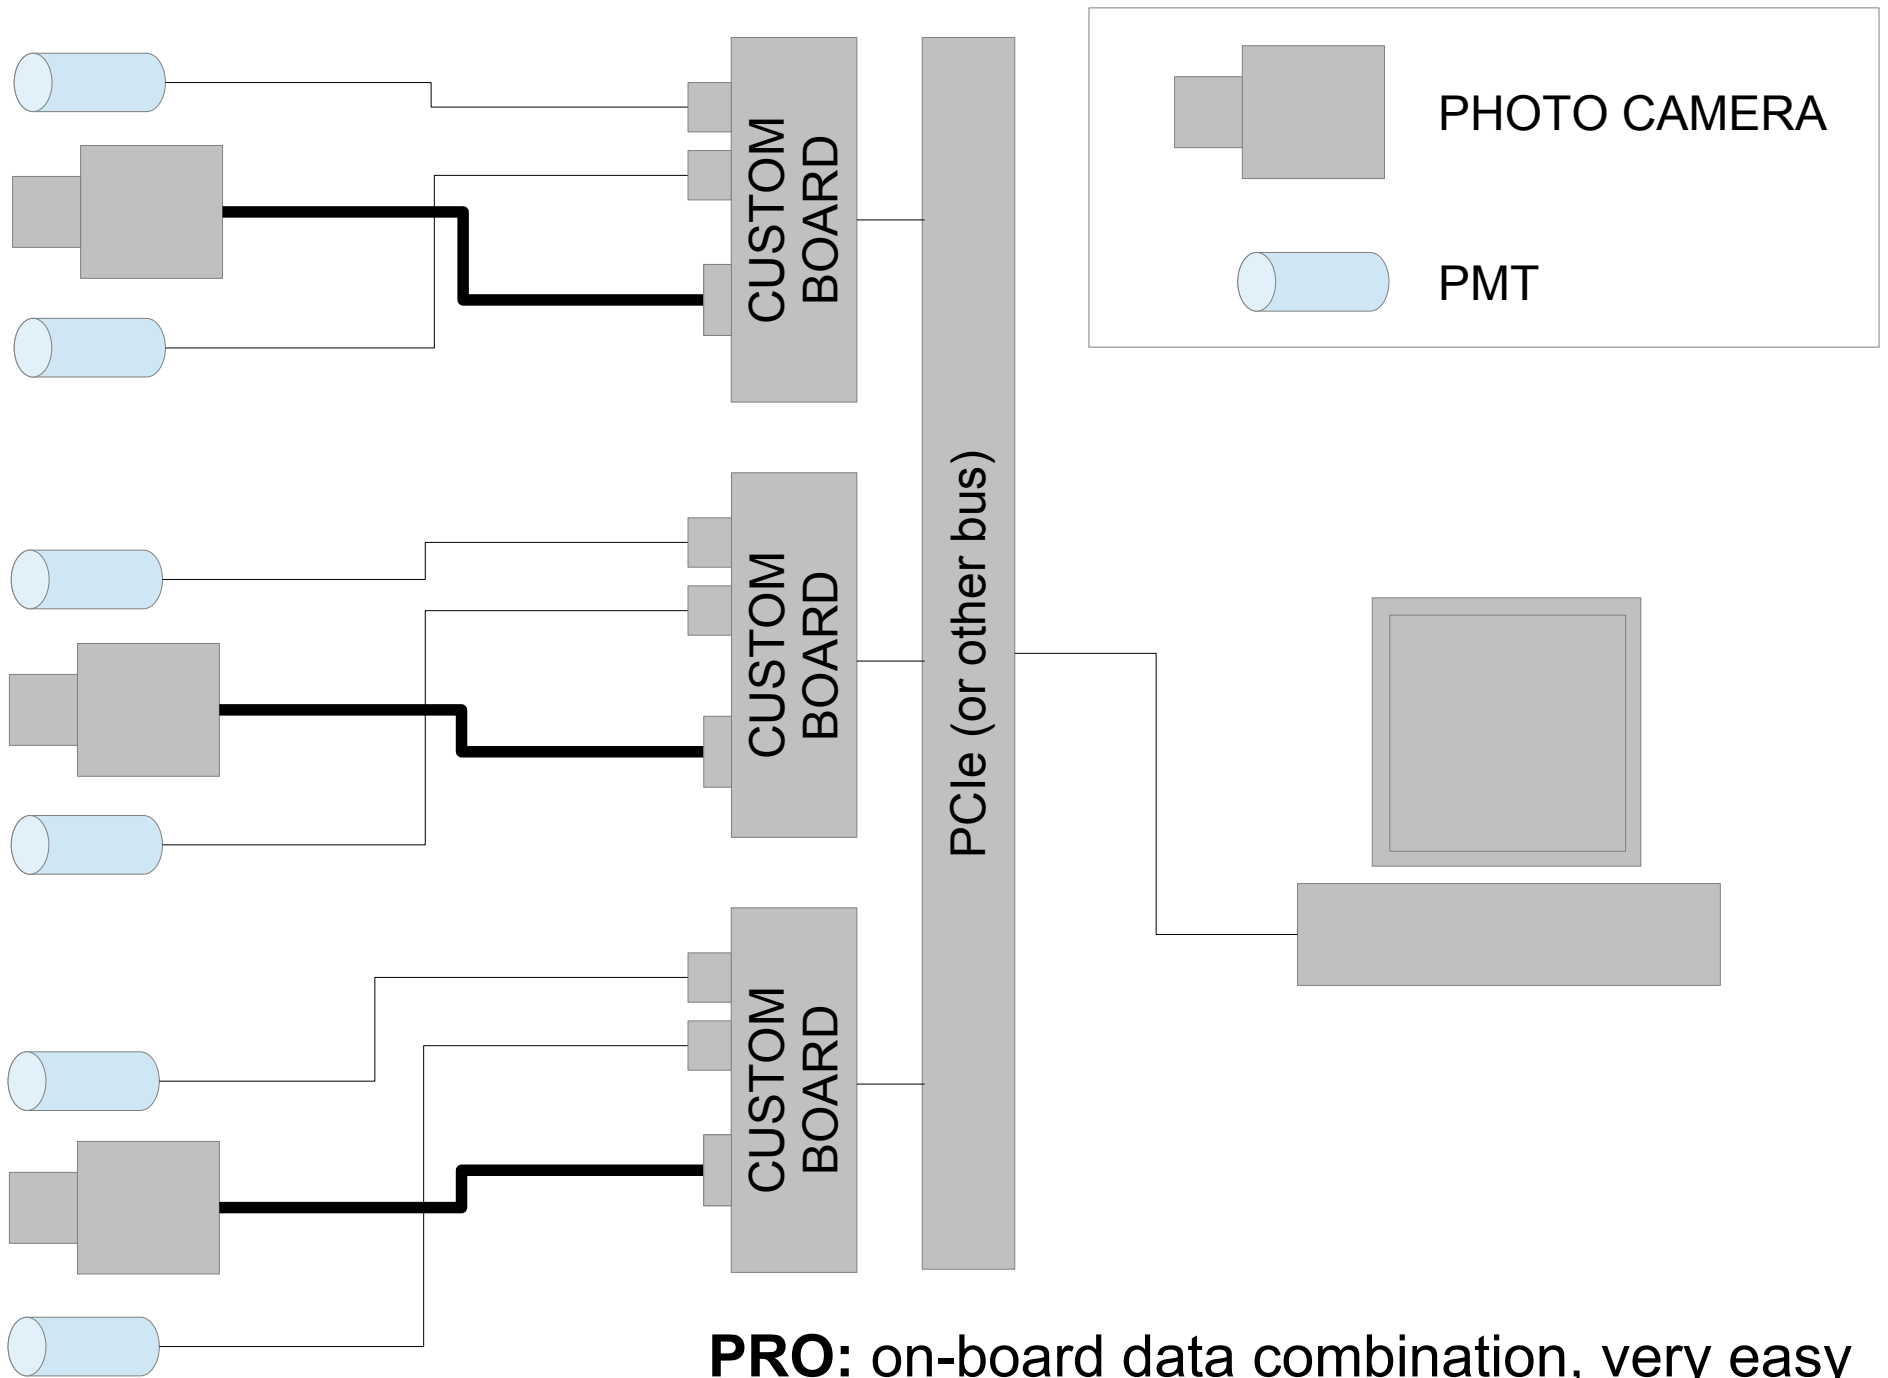 PHOTO CAMERA
PMT
CUSTOM
BOARD
CUSTOM
BOARD
CUSTOM
BOARD
PCIe (or other bus)
PRO: on-board data combination, very easy